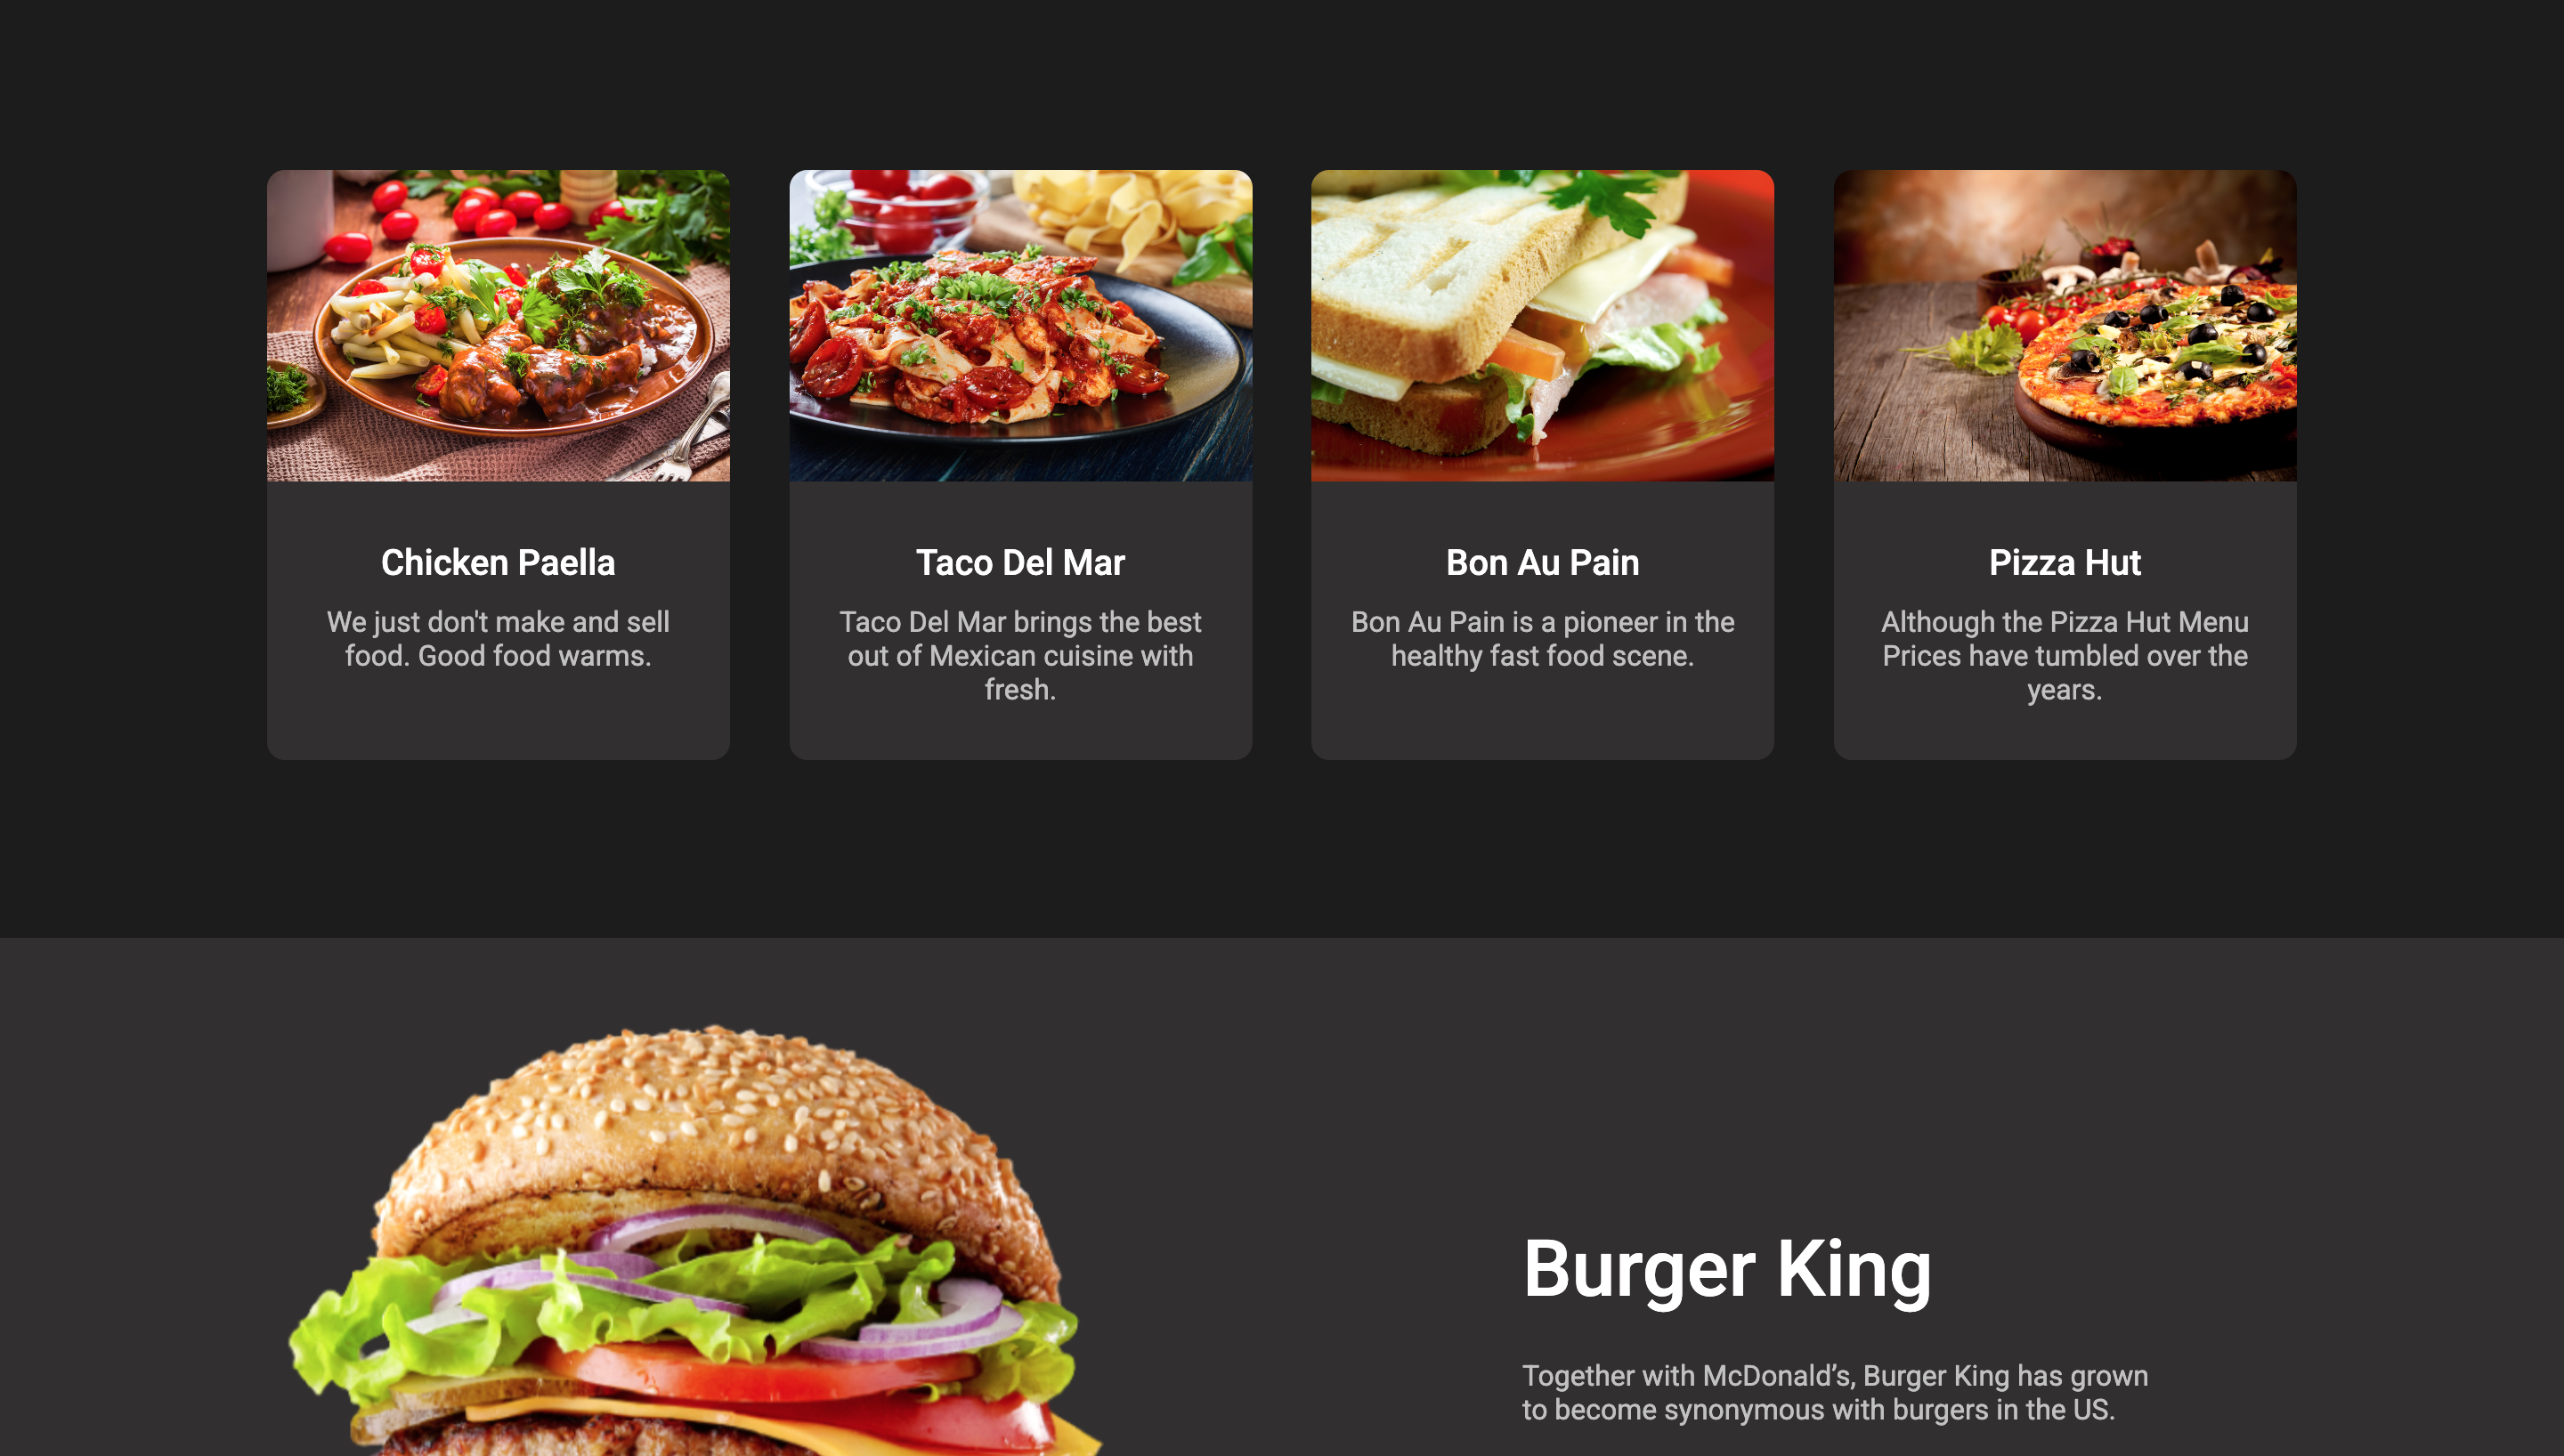 Chicken Paella
We just don't make and sell
food. Good food warms.
Taco Del Mar
Taco Del Mar brings the best
out of Mexican cuisine with
fresh.
Bon Au Pain
Bon Au Pain is a pioneer in the
healthy fast food scene.
Pizza Hut
Although the Pizza Hut Menu
Prices have tumbled over the
years.
Burger King
Together with McDonald’s, Burger King has grown
to become synonymous with burgers in the US.